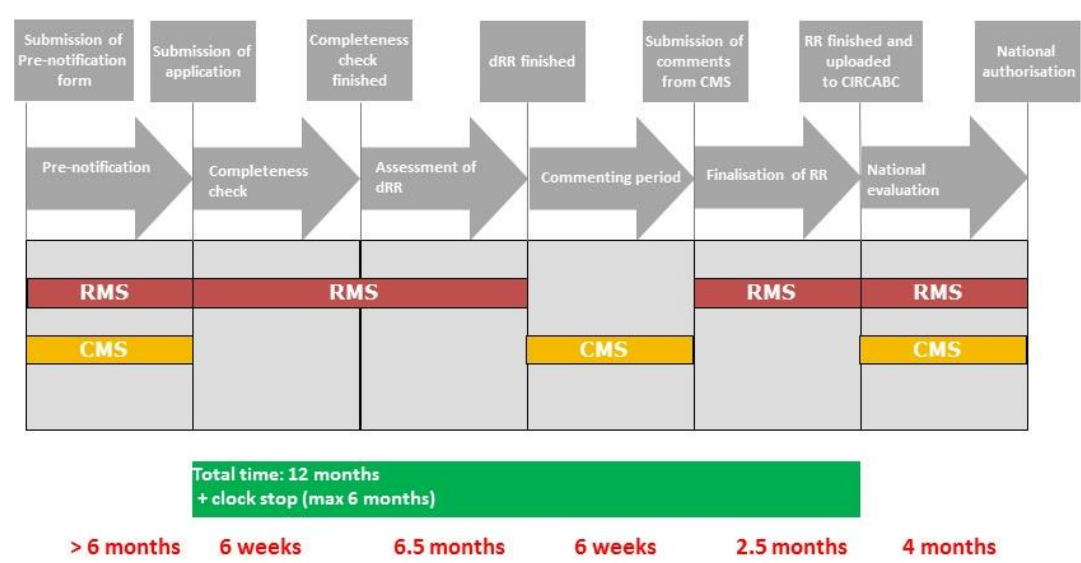 Submission of
Pre-notification
form
Submission of
application
Completeness
check
finished
dRR finished
Submission of
comments
from CMS
RR finished and
uploaded
to CIRCABC
National
authorisation
Pre-notification
Completeness
check
Assessment of
dRR
Commenting period
Finalisation of RR
National
evaluation
RMS
RMS
RMS
RMS
CMS
CMS
CMS
Total time: 12 months
+ clock stop (max 6 months)
> 6 months
6 weeks
6.5 months
6 weeks
2.5 months
4 months